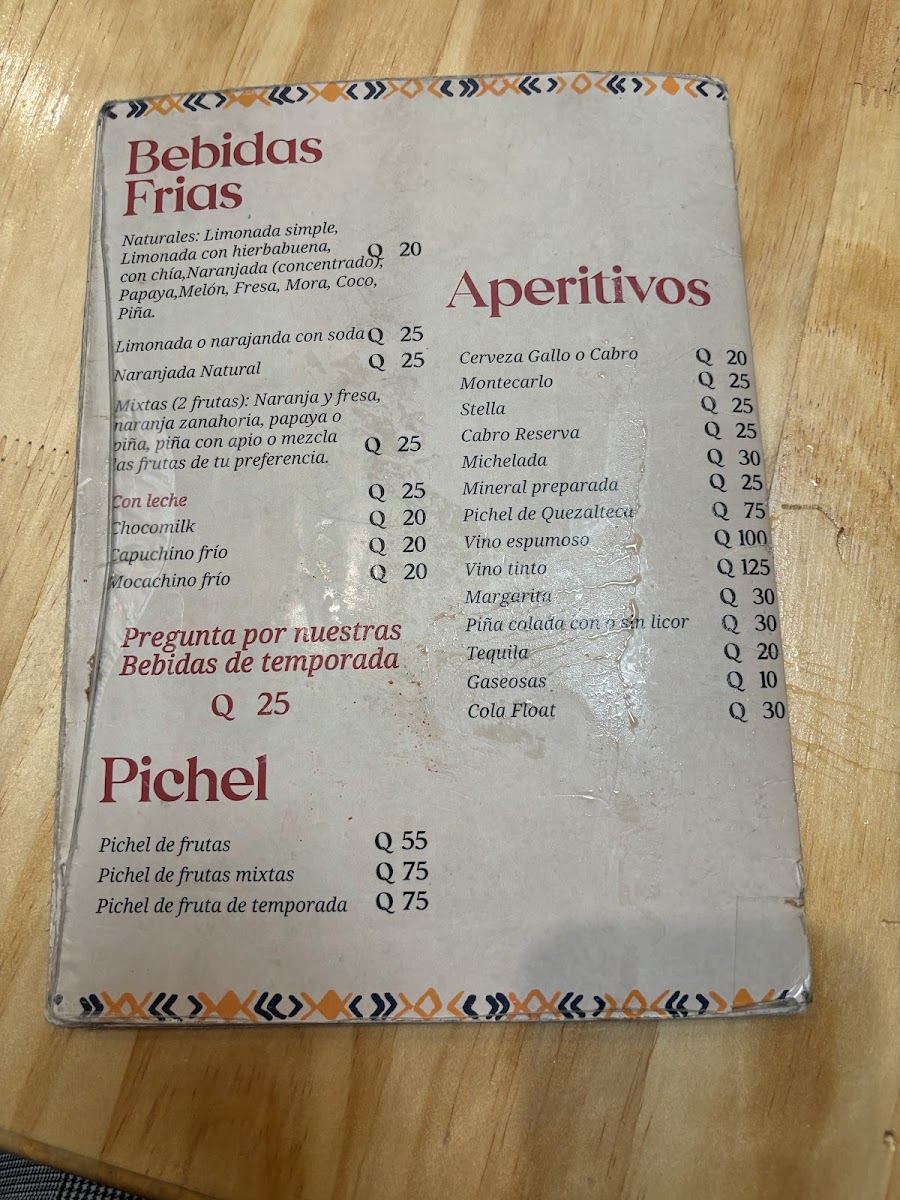 Bebidas
Frias
Naturales: Limonada simple,
Limonada con hierbabuena,
con chía,Naranjada (concentrado),
Papaya,Melón, Fresa, Mora, Coco,
Piña.
Q 20
Limonada o narajanda con soda Q 25
Naranjada Natural Q 25
Mixtas (2 frutas): Naranja y fresa,
naranja zanahoria, papaya o
piña, piña con apio o mezcla
las frutas de tu preferencia.
Q 25
Con leche Q 25
Chocomilk Q 20
Capuchino frío Q 20
Mocachino frío Q 20
Pregunta por nuestras
Bebidas de temporada
Q 25
Pichel
Pichel de frutas Q 55
Pichel de frutas mixtas Q 75
Pichel de fruta de temporada Q 75
Aperitivos
Cerveza Gallo o Cabro Q 20
Montecarlo Q 25
Stella Q 25
Cabro Reserva Q 25
Michelada Q 30
Mineral preparada Q 25
Pichel de Quezalteca Q 75
Vino espumoso Q 100
Vino tinto Q 125
Margarita Q 30
Piña colada con o sin licor Q 30
Tequila Q 20
Gaseosas Q 10
Cola Float Q 30